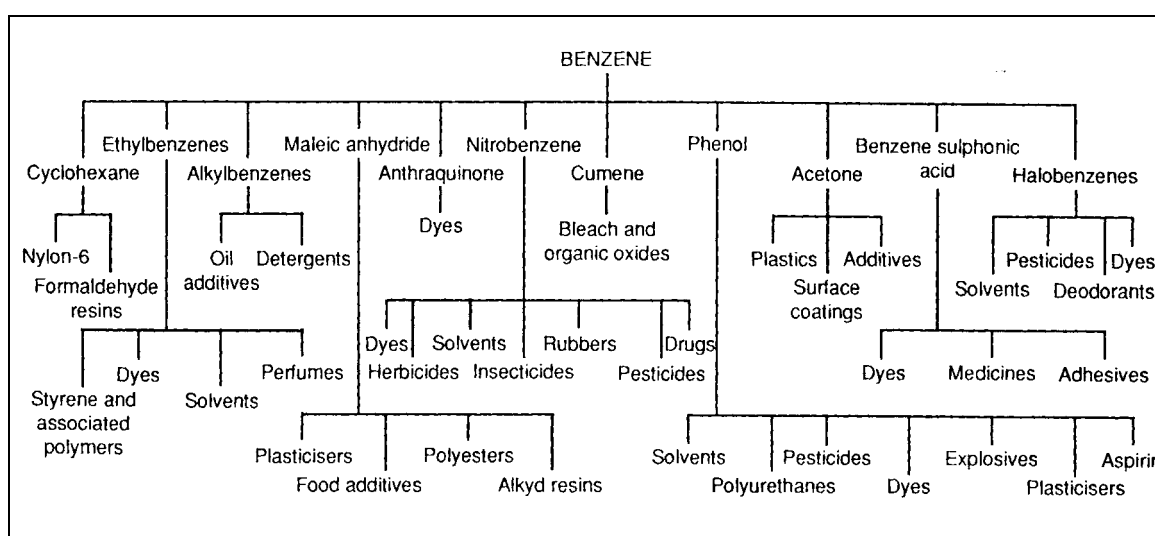 BENZENE
Ethylbenzenes
Maleic anhydride
Nitrobenzene
Phenol
Benzene sulphonic
acid
Cyclohexane
Alkylbenzenes
Anthraquinone
Cumene
Acetone
Halobenzenes
Nylon-6
Formaldehyde
resins
Oil
additives
Detergents
Dyes
Bleach and
organic oxides
Plastics
Additives
Surface
coatings
Pesticides
Dyes
Solvents
Deodorants
Styrene and
associated
polymers
Dyes
Solvents
Perfumes
Dyes
Herbicides
Solvents
Insecticides
Rubbers
Pesticides
Drugs
Dyes
Medicines
Adhesives
Plasticisers
Food additives
Polyesters
Alkyd resins
Solvents
Polyurethanes
Pesticides
Dyes
Explosives
Plasticisers
Aspirin